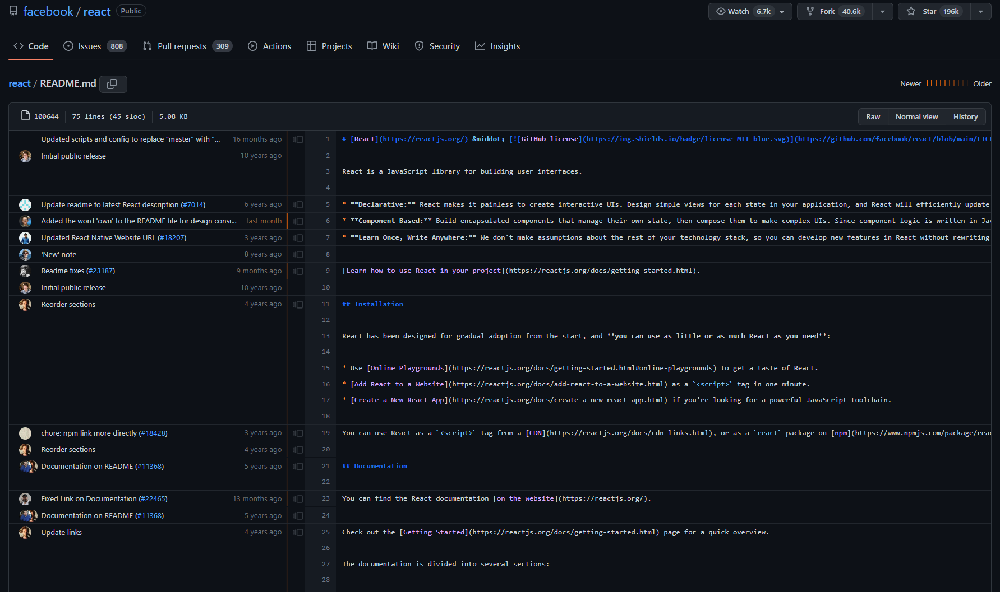 facebook / react Public Watch 6.7k Fork 40.6k Star 196k
Code Issues 808 Pull requests 309 Actions Projects Wiki Security Insights
react / README.md Newer Older
100644 75 lines (45 sloc) 5.08 KB Raw Normal view History
Updated scripts and config to replace "master" with "... 16 months ago 1 # [React](https://reactjs.org/) &middot; [![GitHub license](https://img.shields.io/badge/license-MIT-blue.svg)](https://github.com/facebook/react/blob/main/LICE
Initial public release 10 years ago 2
3 React is a JavaScript library for building user interfaces.
4
Update readme to latest React description (#7014) 6 years ago 5 * **Declarative:** React makes it painless to create interactive UIs. Design simple views for each state in your application, and React will efficiently update
Added the word 'own' to the README file for design consi... last month 6 * **Component-Based:** Build encapsulated components that manage their own state, then compose them to make complex UIs. Since component logic is written in Jav
Updated React Native Website URL (#18207) 3 years ago 7 * **Learn Once, Write Anywhere:** We don't make assumptions about the rest of your technology stack, so you can develop new features in React without rewriting
'New' note 8 years ago 8
Readme fixes (#23187) 9 months ago 9 [Learn how to use React in your project](https://reactjs.org/docs/getting-started.html).
Initial public release 10 years ago 10
Reorder sections 4 years ago 11 ## Installation
12
13 React has been designed for gradual adoption from the start, and **you can use as little or as much React as you need**:
14
15 * Use [Online Playgrounds](https://reactjs.org/docs/getting-started.html#online-playgrounds) to get a taste of React.
16 * [Add React to a Website](https://reactjs.org/docs/add-react-to-a-website.html) as a `<script>` tag in one minute.
17 * [Create a New React App](https://reactjs.org/docs/create-a-new-react-app.html) if you're looking for a powerful JavaScript toolchain.
18
chore: npm link more directly (#18428) 3 years ago 19 You can use React as a `<script>` tag from a [CDN](https://reactjs.org/docs/cdn-links.html), or as a `react` package on [npm](https://www.npmjs.com/package/reac
Reorder sections 4 years ago 20
Documentation on README (#11368) 5 years ago 21 ## Documentation
22
Fixed Link on Documentation (#22465) 13 months ago 23 You can find the React documentation [on the website](https://reactjs.org/).
Documentation on README (#11368) 5 years ago 24
Update links 4 years ago 25 Check out the [Getting Started](https://reactjs.org/docs/getting-started.html) page for a quick overview.
26
27 The documentation is divided into several sections:
28